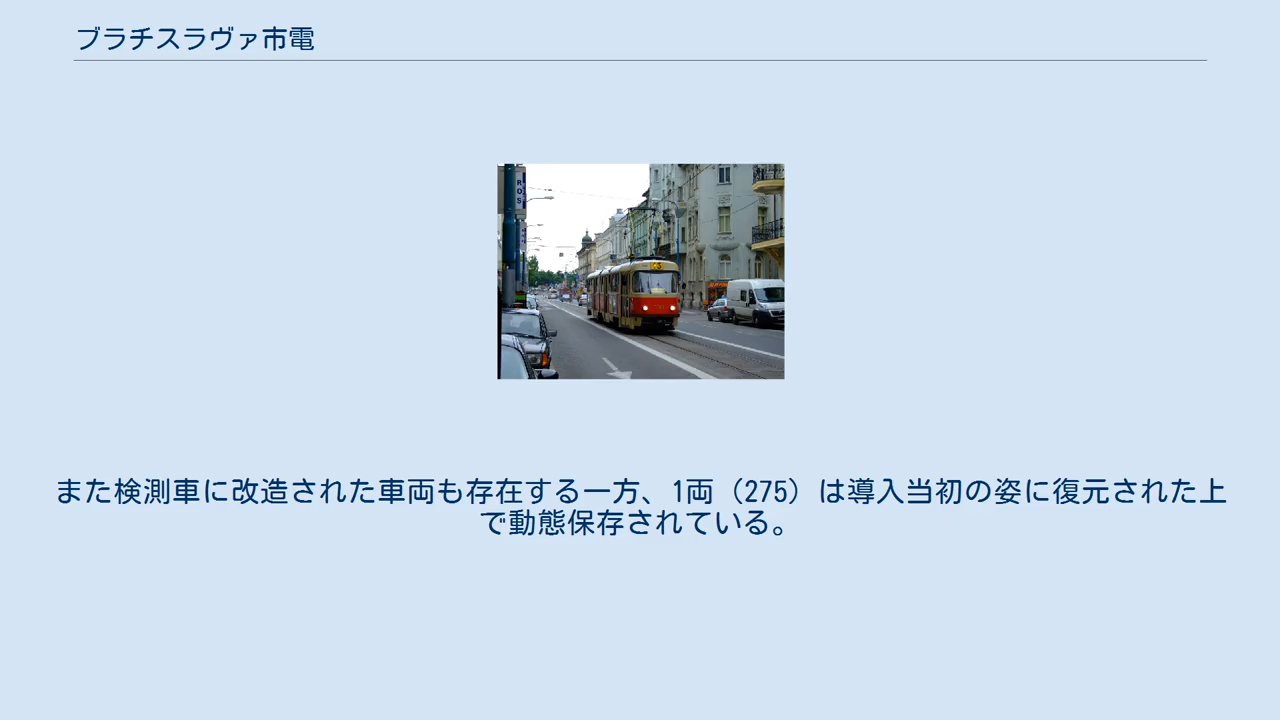 ブラチスラヴァ市電
ROS
また検測車に改造された車両も存在する一方、1両（275）は導入当初の姿に復元された上
で動態保存されている。